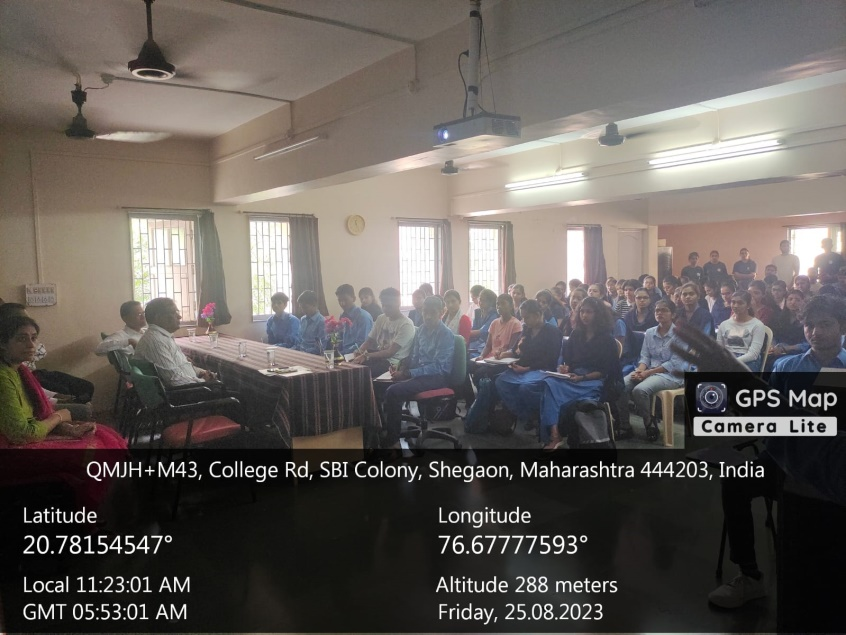 GPS Map
Camera Lite
QMJH+M43, College Rd, SBI Colony, Shegaon, Maharashtra 444203, India
Latitude
20.78154547°
Longitude
76.67777593°
Local 11:23:01 AM
GMT 05:53:01 AM
Altitude 288 meters
Friday, 25.08.2023